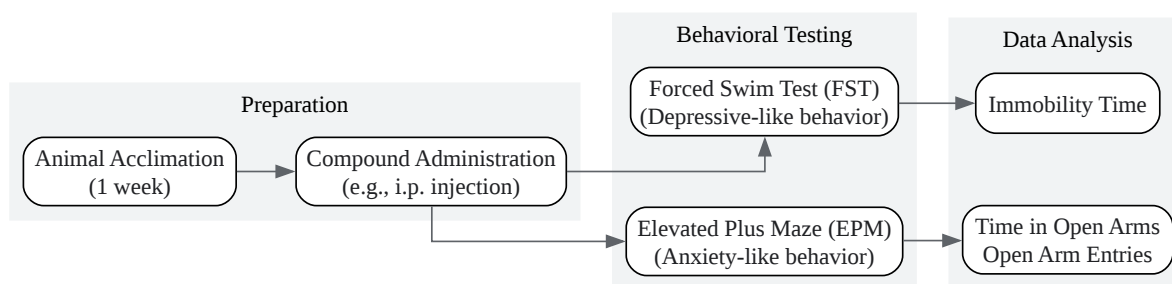 Preparation
Animal Acclimation
(1 week)
Compound Administration
(e.g., i.p. injection)
Behavioral Testing
Forced Swim Test (FST)
(Depressive-like behavior)
Elevated Plus Maze (EPM)
(Anxiety-like behavior)
Data Analysis
Immobility Time
Time in Open Arms
Open Arm Entries